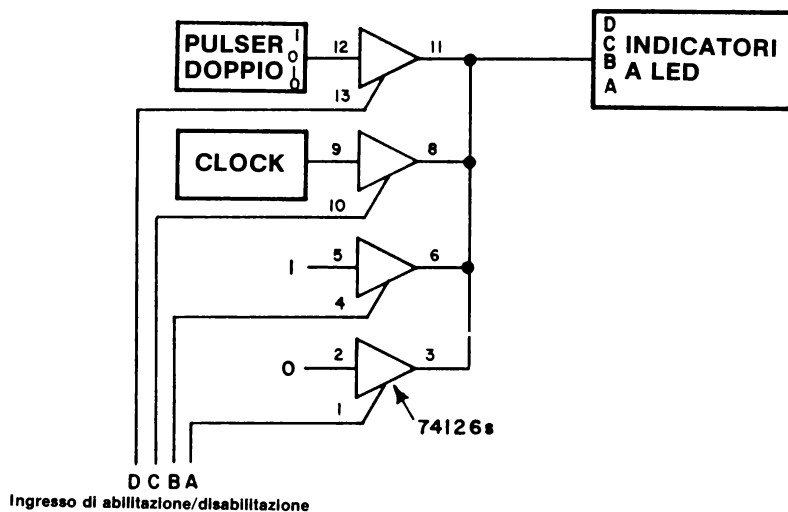 PULSER
DOPPIO
1
0
1
0
12
11
13
D
C
B
A
INDICATORI
A LED
CLOCK
9
8
10
1
5
6
4
0
2
3
1
74126s
D C B A
Ingresso di abilitazione/disabilitazione